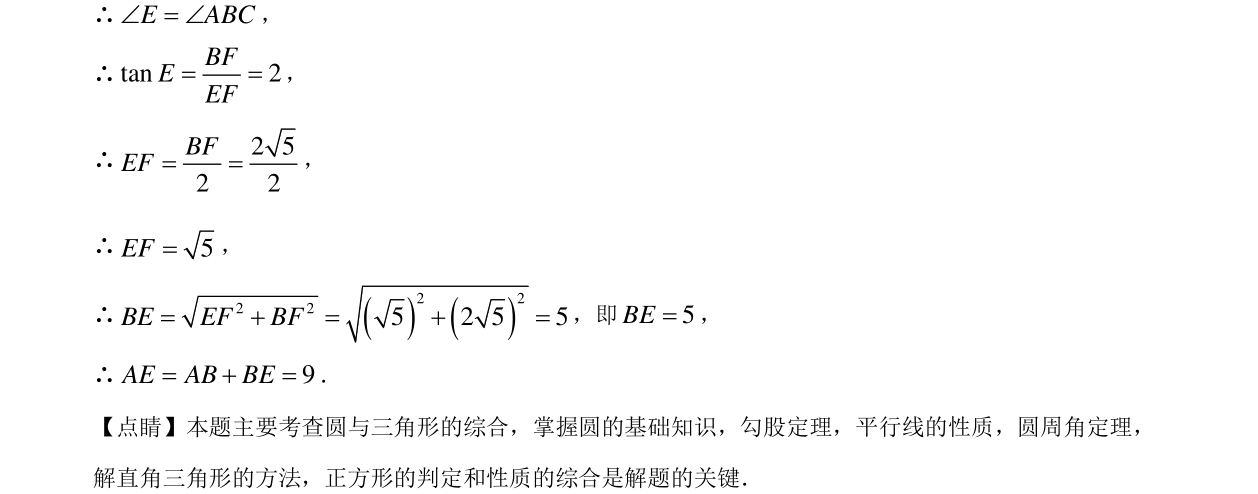 ∴ ∠E = ∠ABC，
∴ tan E = BF/EF = 2，
∴ EF = BF/2 = 2√5/2，
∴ EF = √5，
∴ BE = √(EF² + BF²) = √((√5)² + (2√5)²) = 5，即 BE = 5，
∴ AE = AB + BE = 9．
【点睛】本题主要考查圆与三角形的综合，掌握圆的基础知识，勾股定理，平行线的性质，圆周角定理，
解直角三角形的方法，正方形的判定和性质的综合是解题的关键．